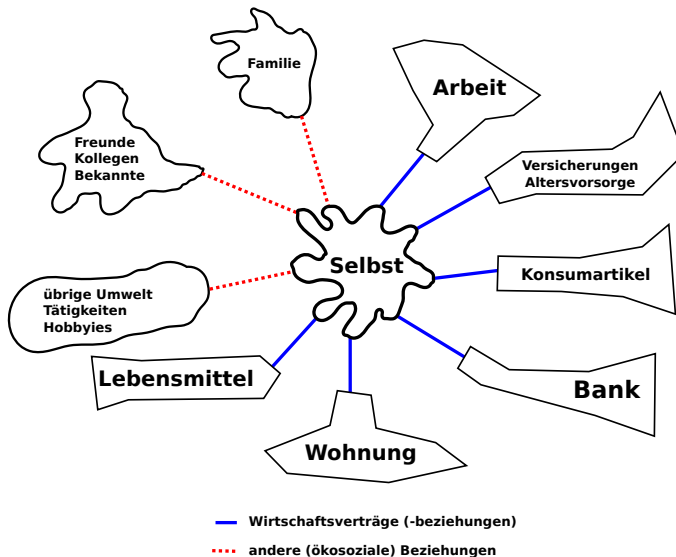 Familie
Arbeit
Freunde
Kollegen
Bekannte
Versicherungen
Altersvorsorge
Selbst
Konsumartikel
übrige Umwelt
Tätigkeiten
Hobbyies
Lebensmittel
Bank
Wohnung
Wirtschaftsverträge (-beziehungen)
andere (ökosoziale) Beziehungen